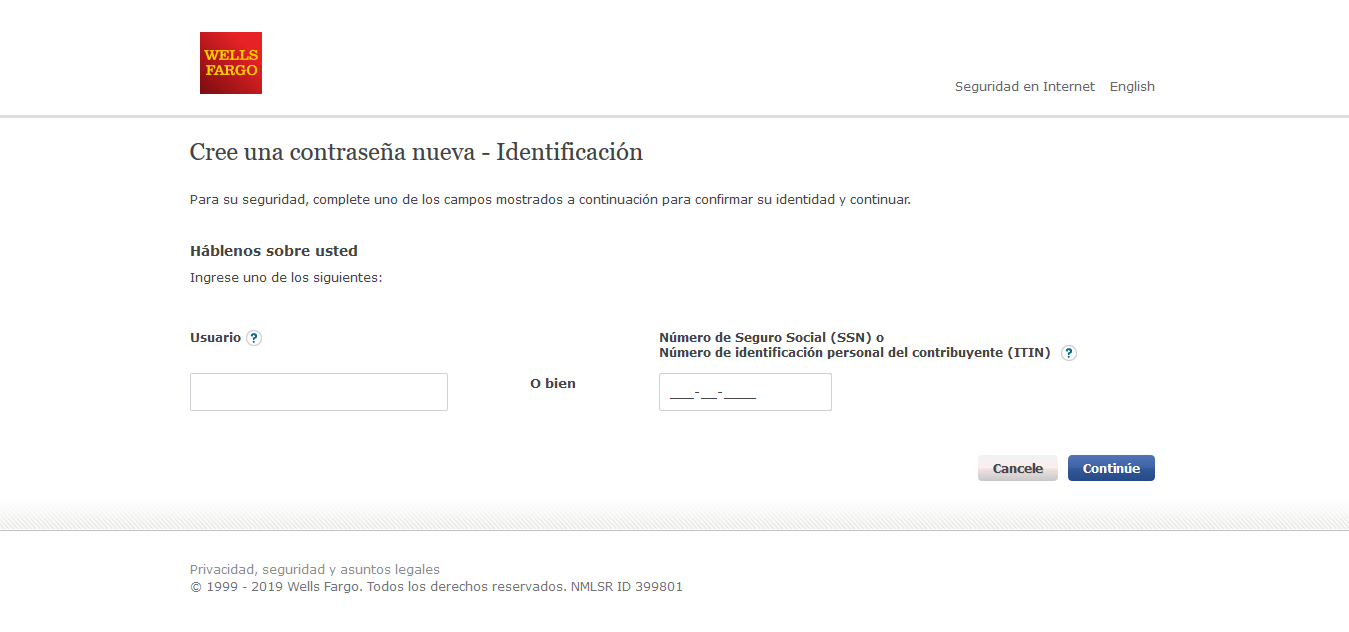 WELLS
FARGO
Seguridad en Internet English
Cree una contraseña nueva - Identificación
Para su seguridad, complete uno de los campos mostrados a continuación para confirmar su identidad y continuar.
Háblenos sobre usted
Ingrese uno de los siguientes:
Usuario ?
Número de Seguro Social (SSN) o
Número de identificación personal del contribuyente (ITIN) ?
O bien
___-__-____
Cancele Continúe
Privacidad, seguridad y asuntos legales
© 1999 - 2019 Wells Fargo. Todos los derechos reservados. NMLSR ID 399801